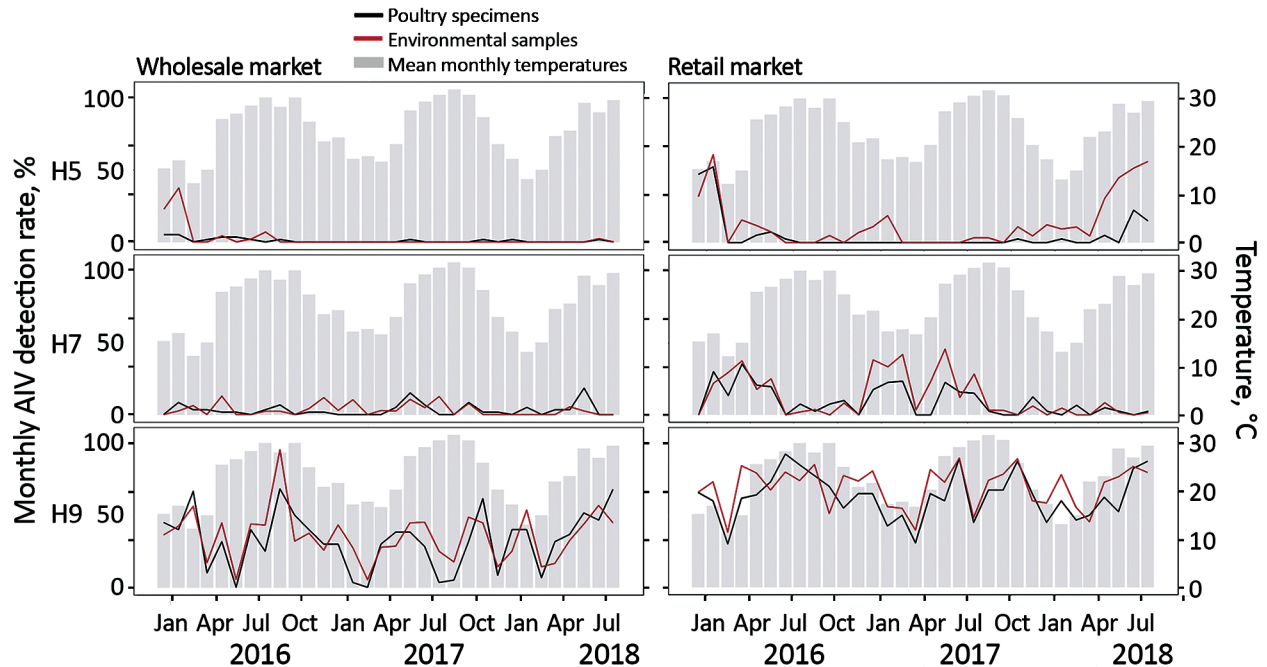 Poultry specimens
Environmental samples
Mean monthly temperatures
Wholesale market
Retail market
Monthly AIV detection rate, %
Temperature, °C
H5
100
50
0
30
20
10
0
H7
100
50
0
30
20
10
0
H9
100
50
0
30
20
10
0
Jan Apr Jul Oct Jan Apr Jul Oct Jan Apr Jul
2016 2017 2018
Jan Apr Jul Oct Jan Apr Jul Oct Jan Apr Jul
2016 2017 2018